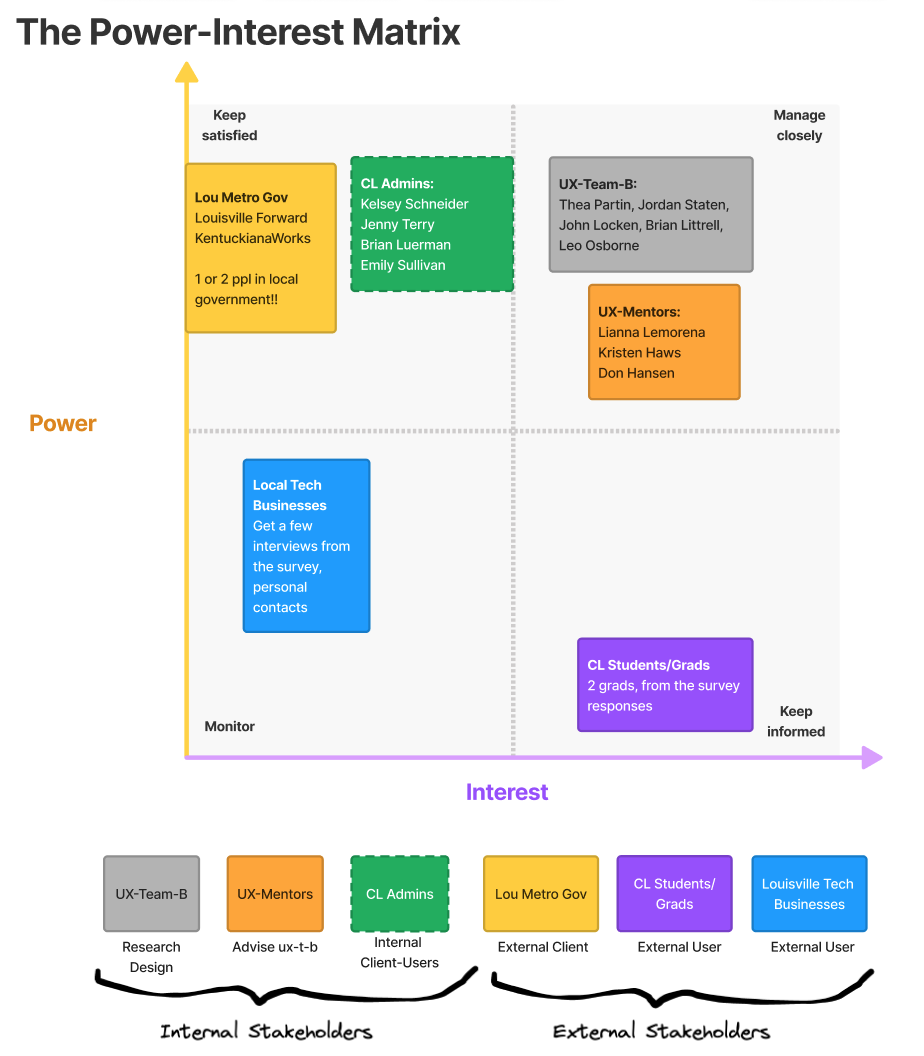 The Power-Interest Matrix
Keep
satisfied
Manage
closely
Lou Metro Gov
Louisville Forward
KentuckianaWorks
1 or 2 ppl in local
government!!
CL Admins:
Kelsey Schneider
Jenny Terry
Brian Luerman
Emily Sullivan
UX-Team-B:
Thea Partin, Jordan Staten,
John Locken, Brian Littrell,
Leo Osborne
UX-Mentors:
Lianna Lemorena
Kristen Haws
Don Hansen
Power
Local Tech
Businesses
Get a few
interviews from
the survey,
personal
contacts
CL Students/Grads
2 grads, from the survey
responses
Monitor
Keep
informed
Interest
UX-Team-B
UX-Mentors
CL Admins
Lou Metro Gov
CL Students/
Grads
Louisville Tech
Businesses
Research
Design
Advise ux-t-b
Internal
Client-Users
External Client
External User
External User
Internal Stakeholders
External Stakeholders